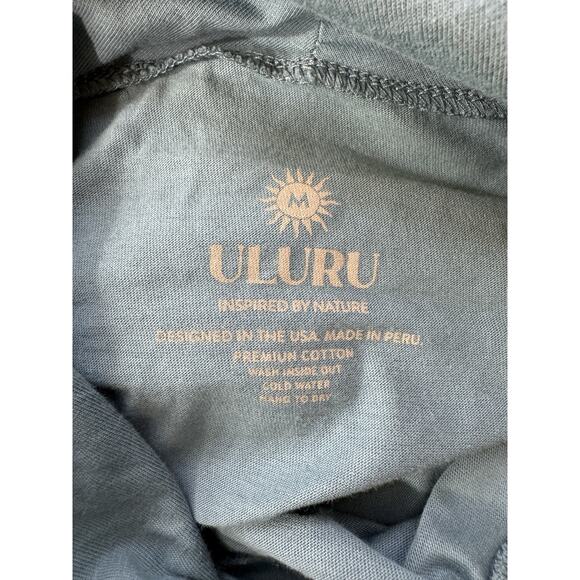 M
ULURU
INSPIRED BY NATURE
DESIGNED IN THE USA. MADE IN PERU.
PREMIUN COTTON
WASH INSIDE OUT
COLD WATER
HANG TO DRY